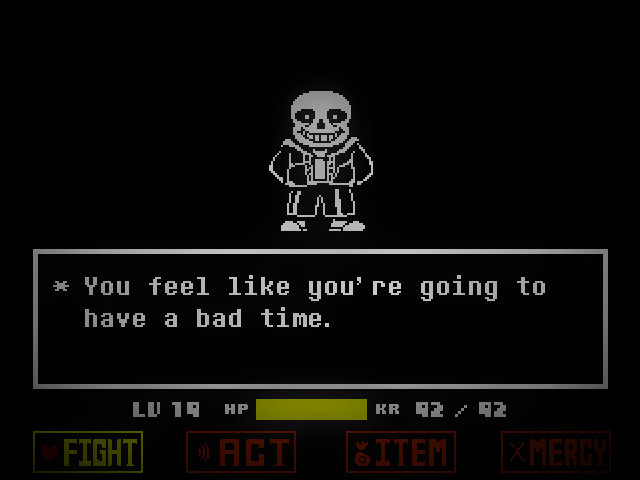 * You feel like you're going to
have a bad time.
LV 19 HP KR 92 / 92
FIGHT ACT ITEM MERCY